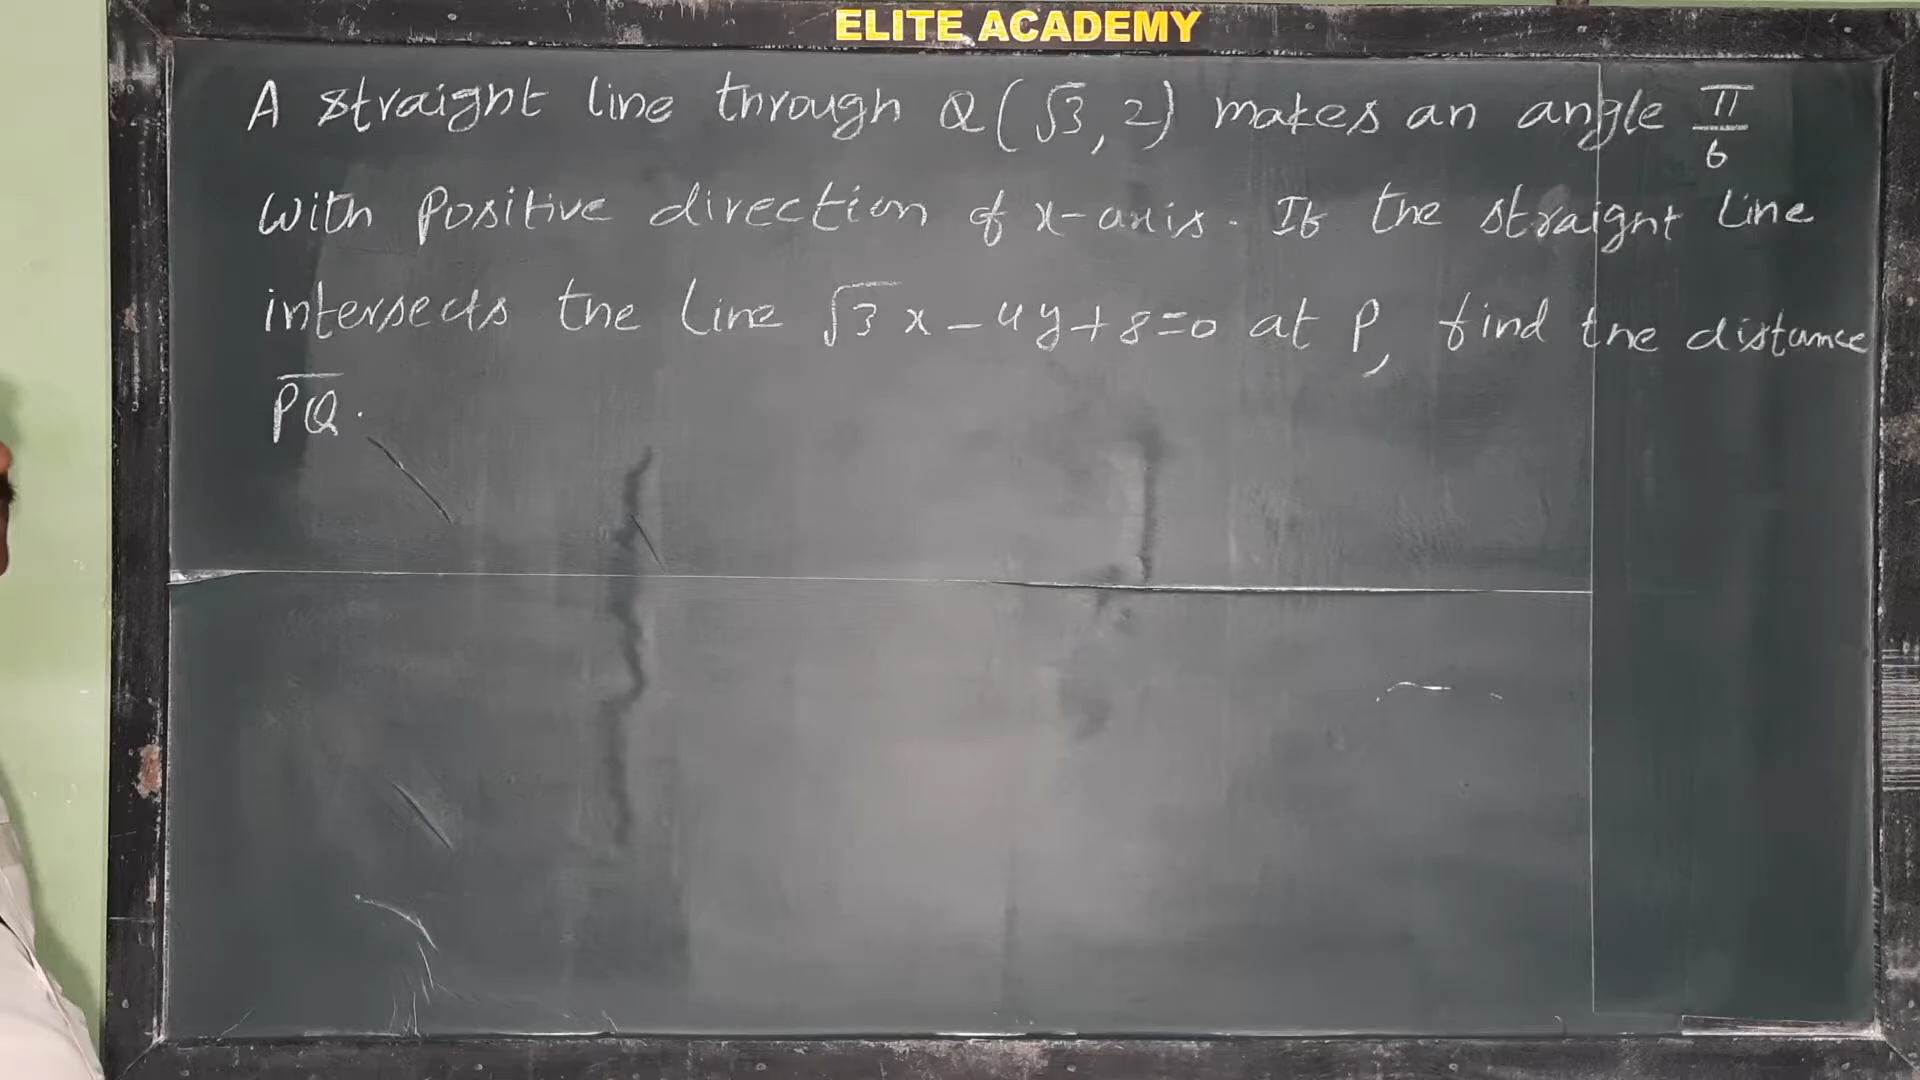 ELITE ACADEMY
A straight line through Q(√3, 2) makes an angle π/6
with Positive direction of x-axis. If the straight Line
intersects the Line √3x-4y+8=0 at P, find the distance
P̅Q̅.